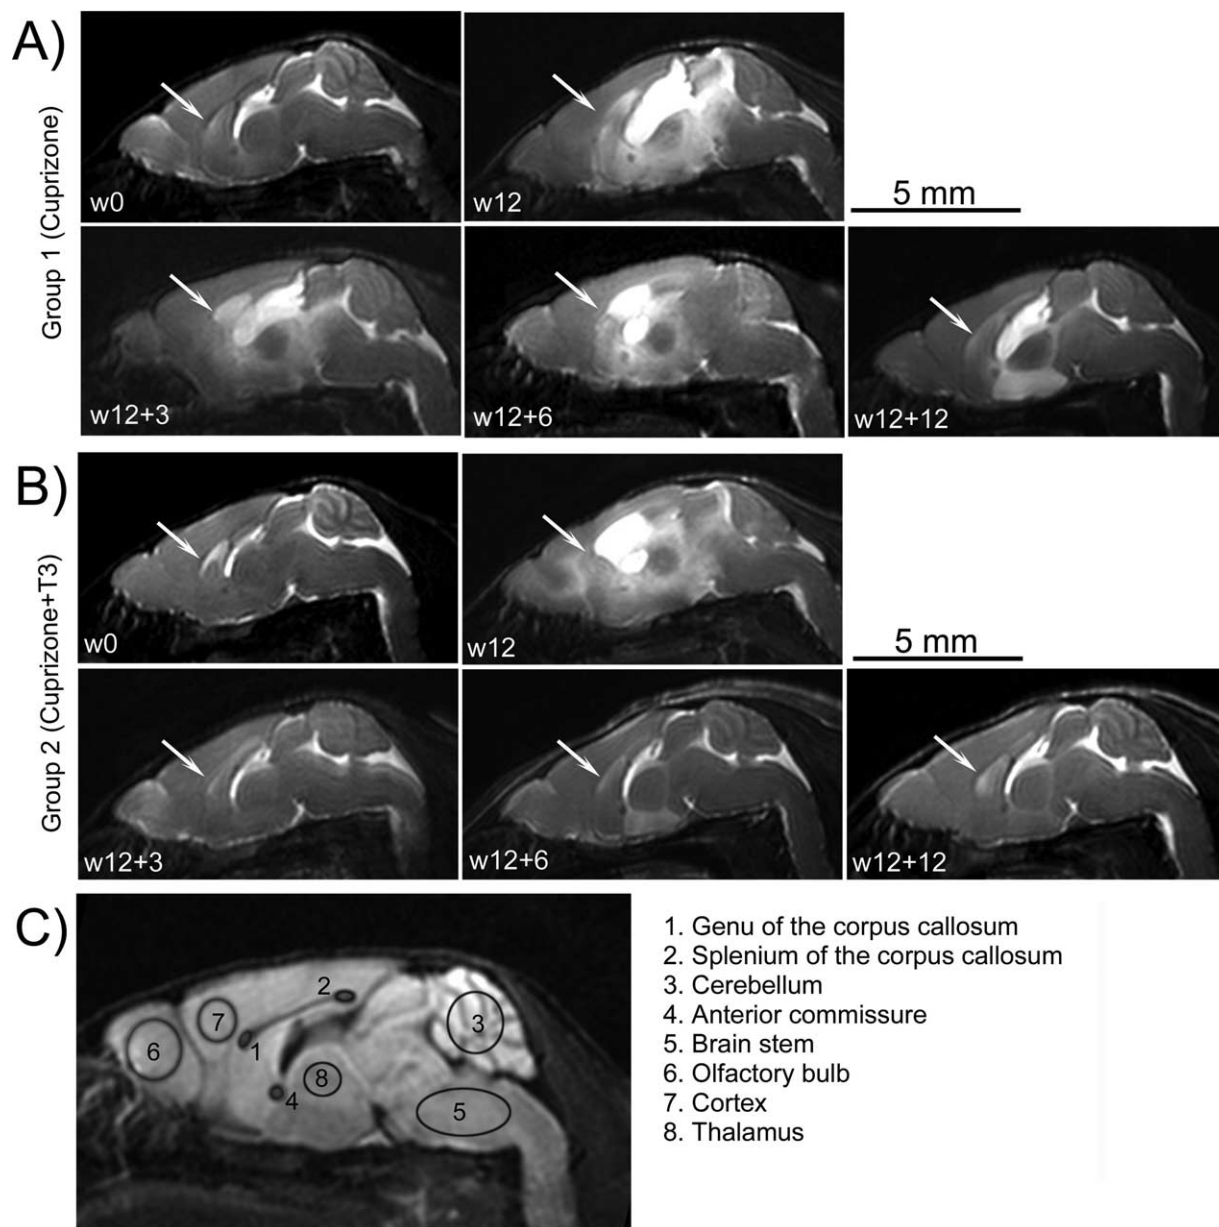 A)
Group 1 (Cuprizone)
w0
w12
5 mm
w12+3
w12+6
w12+12
B)
Group 2 (Cuprizone+T3)
w0
w12
5 mm
w12+3
w12+6
w12+12
C)
2
3
7
1
6
8
4
5
1. Genu of the corpus callosum
2. Splenium of the corpus callosum
3. Cerebellum
4. Anterior commissure
5. Brain stem
6. Olfactory bulb
7. Cortex
8. Thalamus